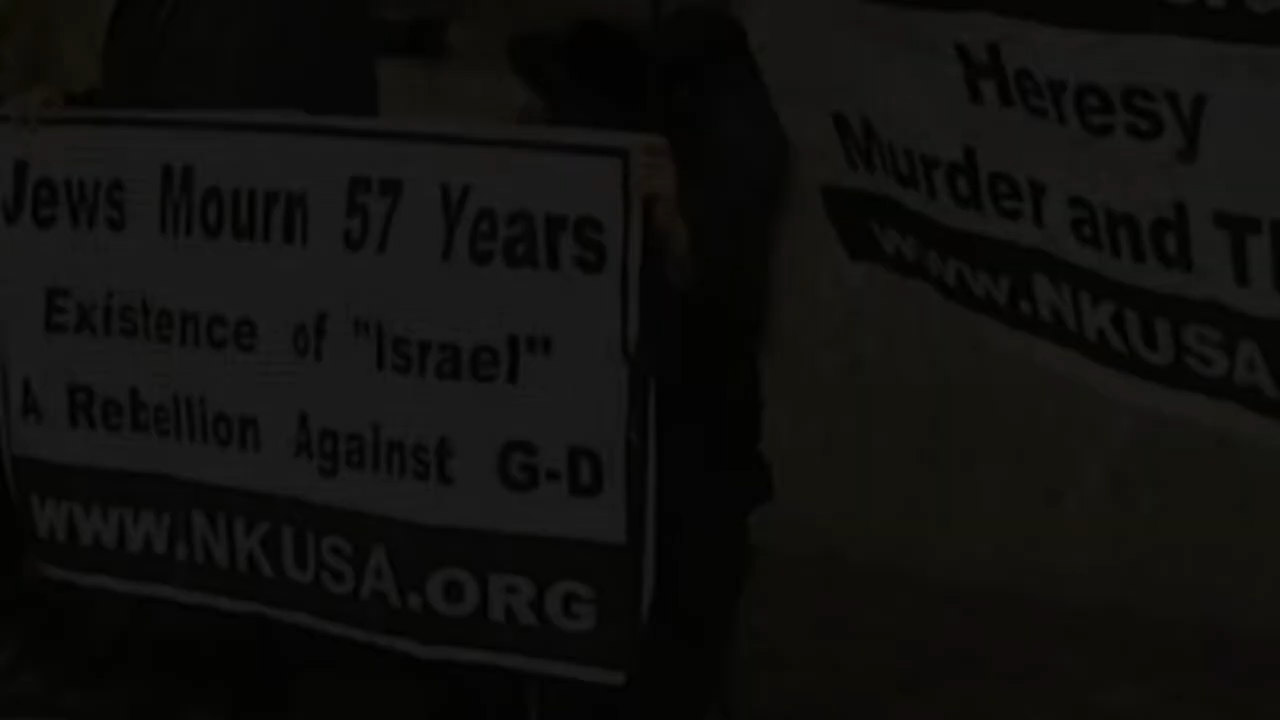 Jews Mourn 57 Years
Existence of "Israel"
A Rebellion Against G-D
www.NKUSA.ORG
Heresy
Murder and
www.NKUSA